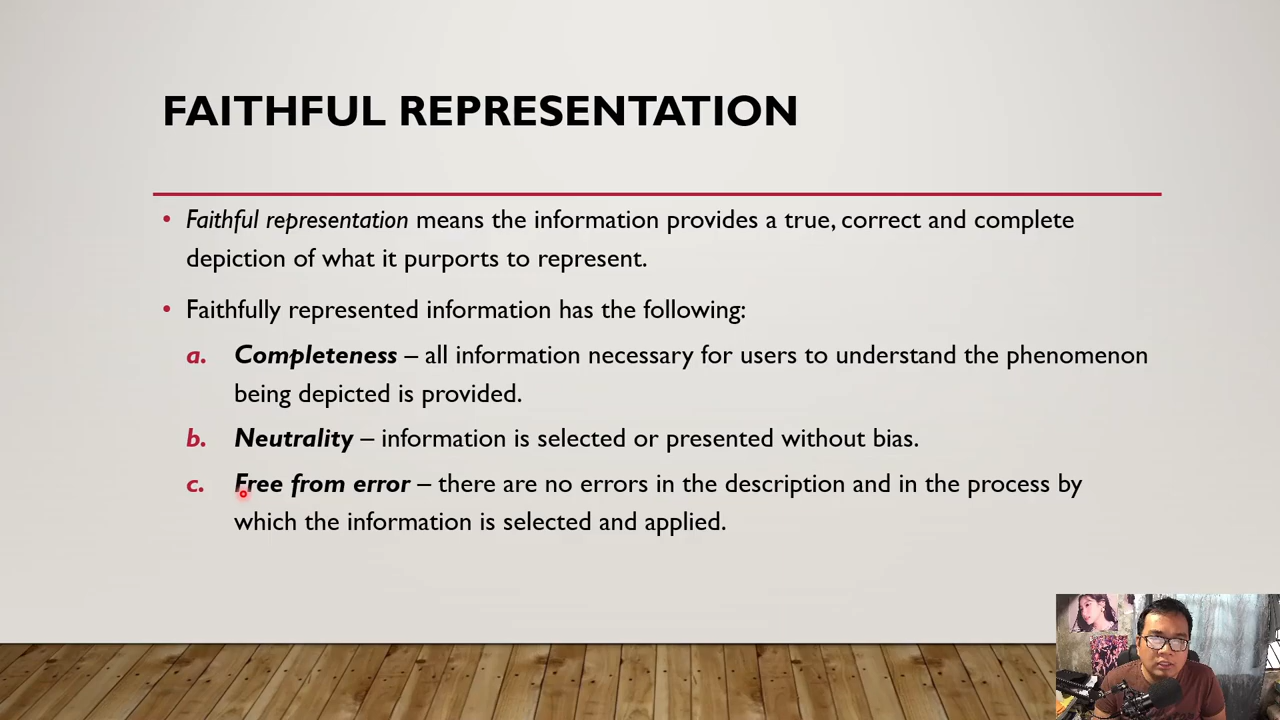 FAITHFUL REPRESENTATION
• Faithful representation means the information provides a true, correct and complete
depiction of what it purports to represent.
• Faithfully represented information has the following:
a. Completeness – all information necessary for users to understand the phenomenon
being depicted is provided.
b. Neutrality – information is selected or presented without bias.
c. Free from error – there are no errors in the description and in the process by
which the information is selected and applied.